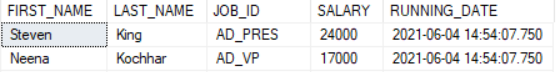 FIRST_NAME LAST_NAME JOB_ID SALARY RUNNING_DATE
Steven King AD_PRES 24000 2021-06-04 14:54:07.750
Neena Kochhar AD_VP 17000 2021-06-04 14:54:07.750